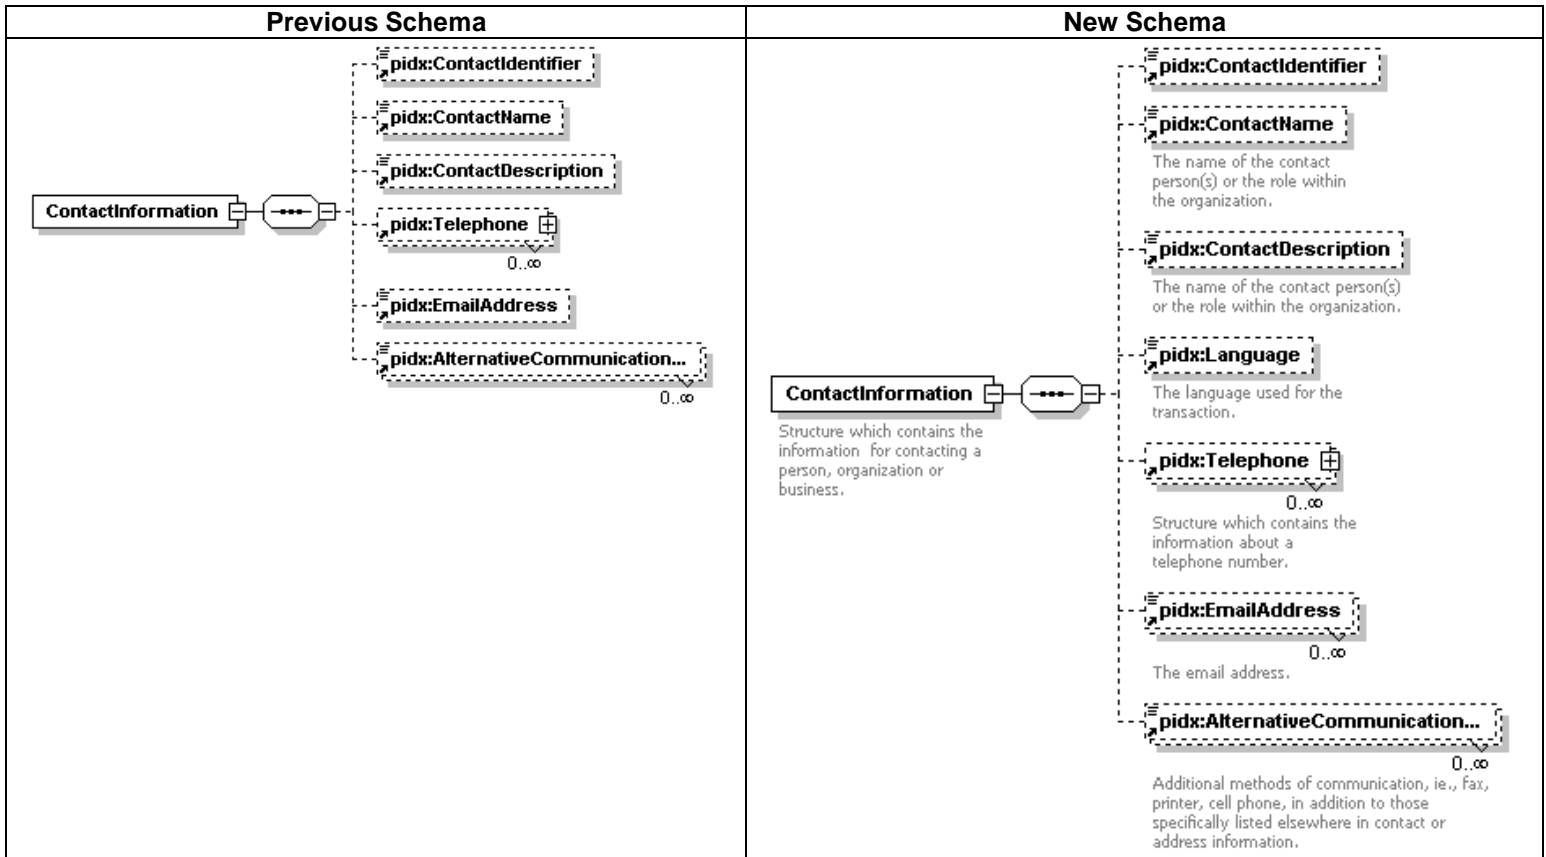 Previous Schema
New Schema
pidx:ContactIdentifier
pidx:ContactName
pidx:ContactDescription
ContactInformation
pidx:Telephone
0..∞
pidx:EmailAddress
pidx:AlternativeCommunication...
0..∞
pidx:ContactIdentifier
pidx:ContactName
The name of the contact
person(s) or the role within
the organization.
pidx:ContactDescription
The name of the contact person(s)
or the role within the organization.
pidx:Language
The language used for the
transaction.
ContactInformation
Structure which contains the
information for contacting a
person, organization or
business.
pidx:Telephone
0..∞
Structure which contains the
information about a
telephone number.
pidx:EmailAddress
0..∞
The email address.
pidx:AlternativeCommunication...
0..∞
Additional methods of communication, ie., fax,
printer, cell phone, in addition to those
specifically listed elsewhere in contact or
address information.